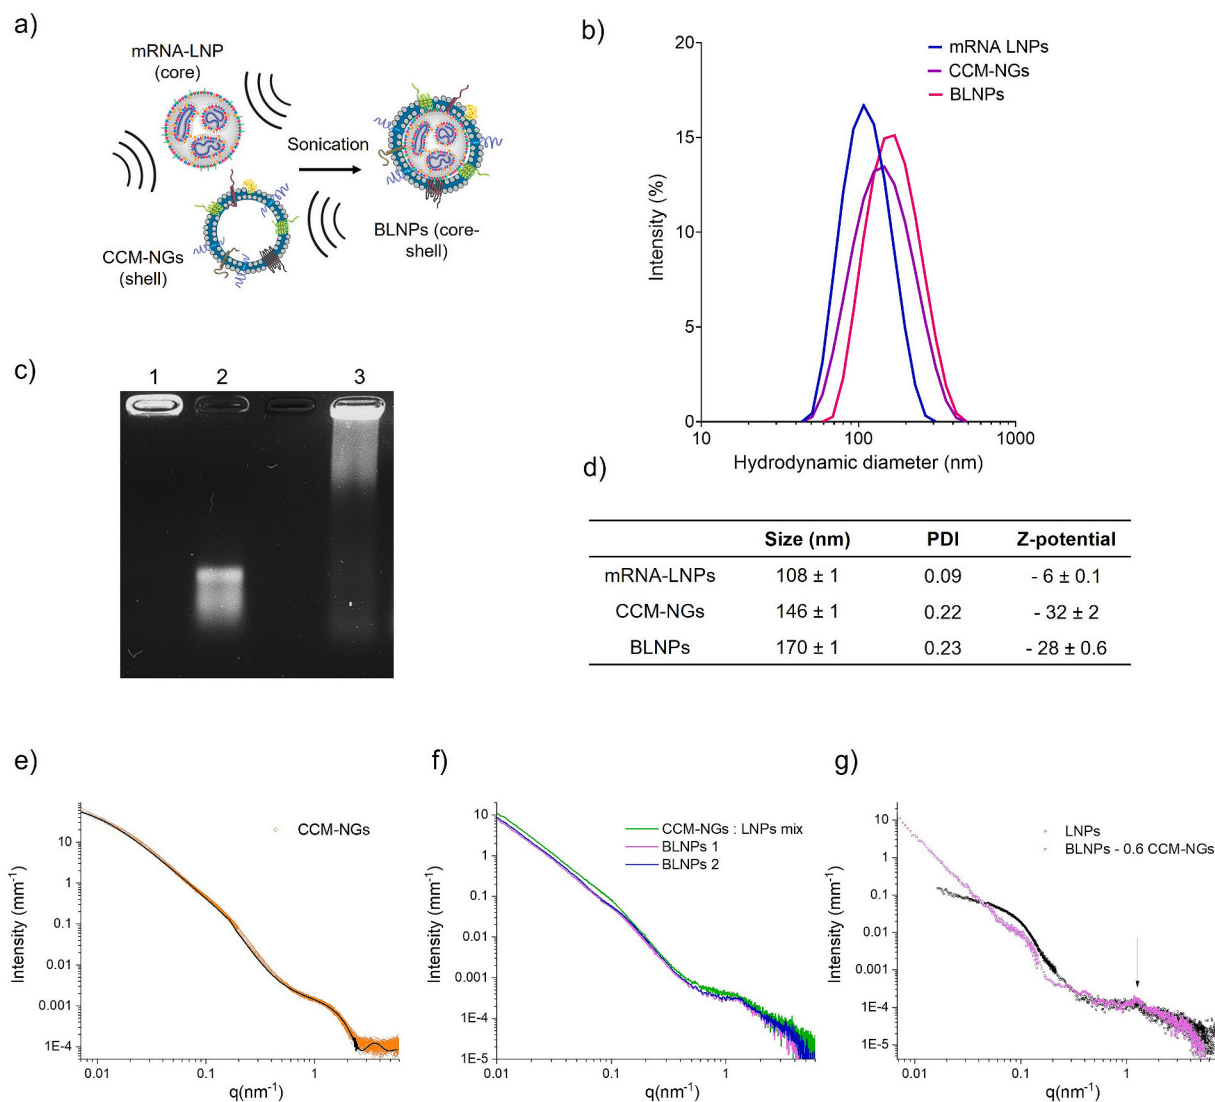 a)
mRNA-LNP
(core)
Sonication
CCM-NGs
(shell)
BLNPs (core-
shell)
b)
20
15
10
5
0
Intensity (%)
10
100
1000
Hydrodynamic diameter (nm)
mRNA LNPs
CCM-NGs
BLNPs
c)
1 2 3
d)
Size (nm) PDI Z-potential
mRNA-LNPs 108 ± 1 0.09 - 6 ± 0.1
CCM-NGs 146 ± 1 0.22 - 32 ± 2
BLNPs 170 ± 1 0.23 - 28 ± 0.6
e)
10
1
0.1
0.01
0.001
1E-4
Intensity (mm⁻¹)
0.01 0.1 1
q(nm⁻¹)
CCM-NGs
f)
10
1
0.1
0.01
0.001
1E-4
1E-5
Intensity (mm⁻¹)
0.01 0.1 1
q(nm⁻¹)
CCM-NGs : LNPs mix
BLNPs 1
BLNPs 2
g)
10
1
0.1
0.01
0.001
1E-4
1E-5
Intensity (mm⁻¹)
0.01 0.1 1
q(nm⁻¹)
LNPs
BLNPs - 0.6 CCM-NGs